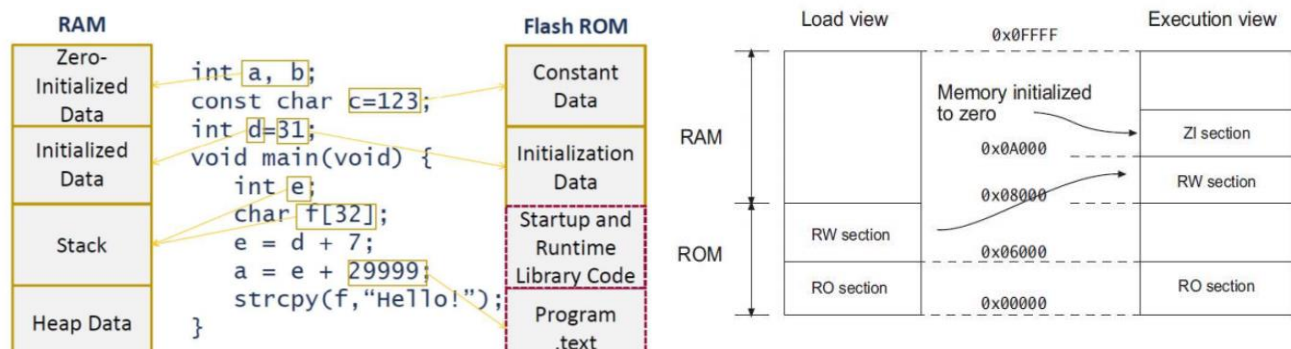 RAM
Zero-
Initialized
Data
Initialized
Data
Stack
Heap Data
int a, b;
const char c=123;
int d=31;
void main(void) {
int e;
char f[32];
e = d + 7;
a = e + 29999;
strcpy(f,“Hello!”);
}
Flash ROM
Constant
Data
Initialization
Data
Startup and
Runtime
Library Code
Program
.text
Load view
Execution view
0x0FFFF
RAM
Memory initialized
to zero
ZI section
0x0A000
RW section
0x08000
ROM
RW section
0x06000
RO section
RO section
0x00000